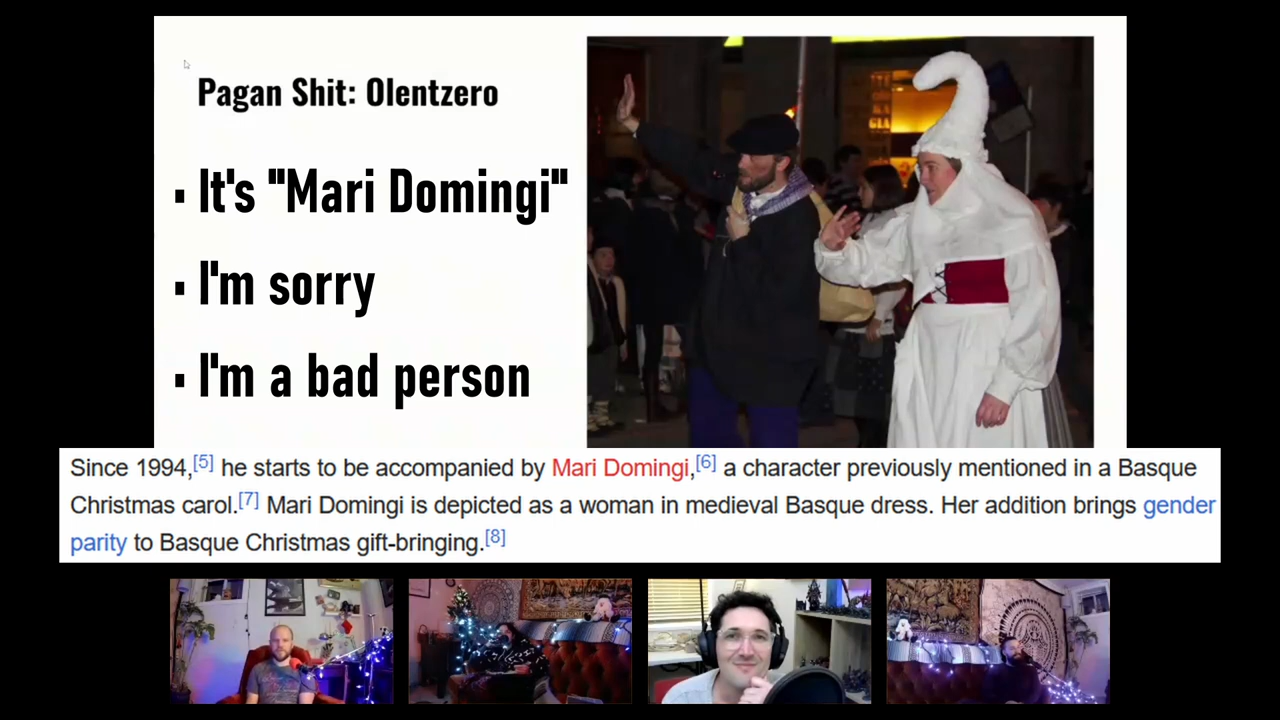 Pagan Shit: Olentzero
▪ It's "Mari Domingi"
▪ I'm sorry
▪ I'm a bad person
Since 1994,[5] he starts to be accompanied by Mari Domingi,[6] a character previously mentioned in a Basque
Christmas carol.[7] Mari Domingi is depicted as a woman in medieval Basque dress. Her addition brings gender
parity to Basque Christmas gift-bringing.[8]